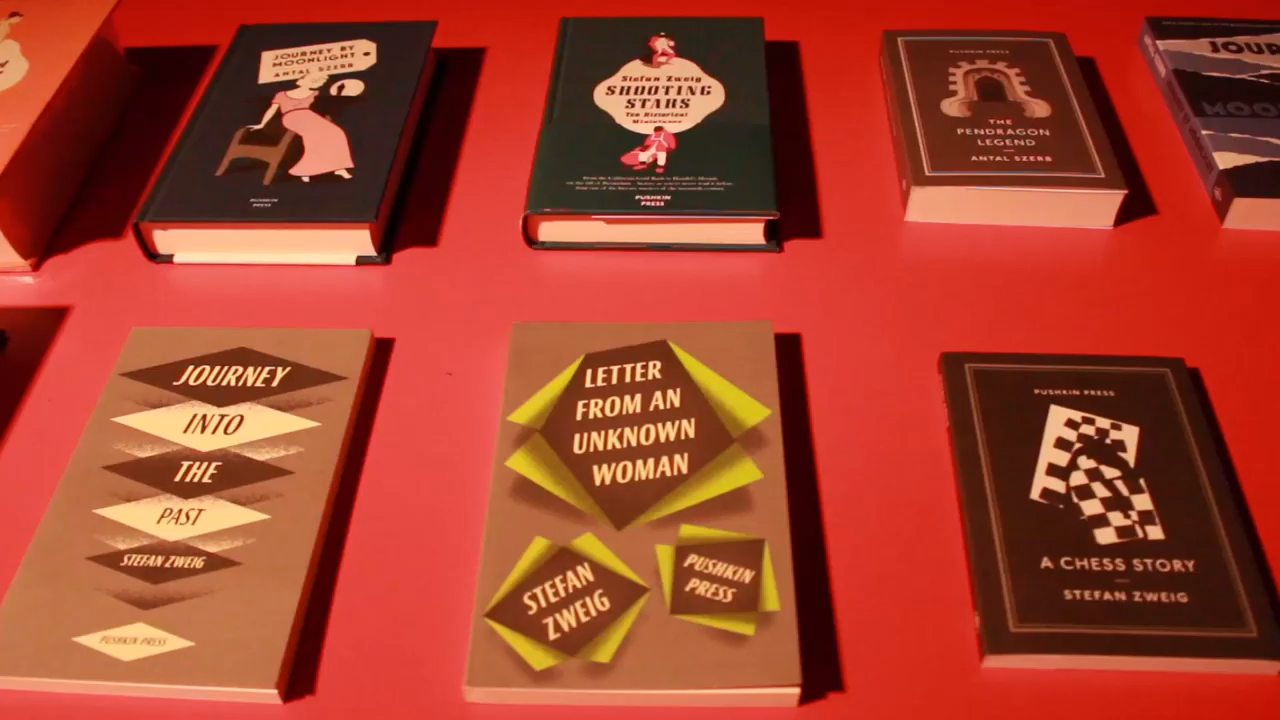 JOURNEY BY
MOONLIGHT
ANTAL SZERB
PUSHKIN
PRESS
Stefan Zweig
SHOOTING
STARS
Ten Historical
Miniatures
PUSHKIN
PRESS
PUSHKIN PRESS
THE
PENDRAGON
LEGEND
ANTAL SZERB
JOUR
MOO
JOURNEY
INTO
THE
PAST
STEFAN ZWEIG
PUSHKIN PRESS
LETTER
FROM AN
UNKNOWN
WOMAN
STEFAN
ZWEIG
PUSHKIN
PRESS
PUSHKIN PRESS
A CHESS STORY
STEFAN ZWEIG